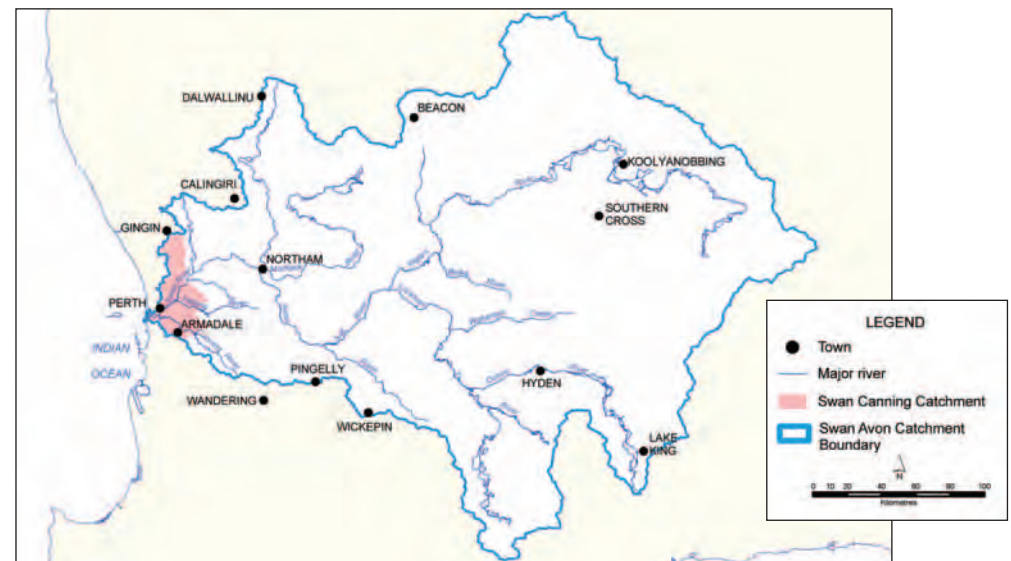 DALWALLINU
BEACON
KOOLYANOBBING
CALINGIRI
SOUTHERN
CROSS
GINGIN
NORTHAM
PERTH
ARMADALE
INDIAN
OCEAN
PINGELLY
HYDEN
WANDERING
WICKEPIN
LAKE
KING
LEGEND
Town
Major river
Swan Canning Catchment
Swan Avon Catchment
Boundary
N
0 10 20 40 60 80 100
Kilometres